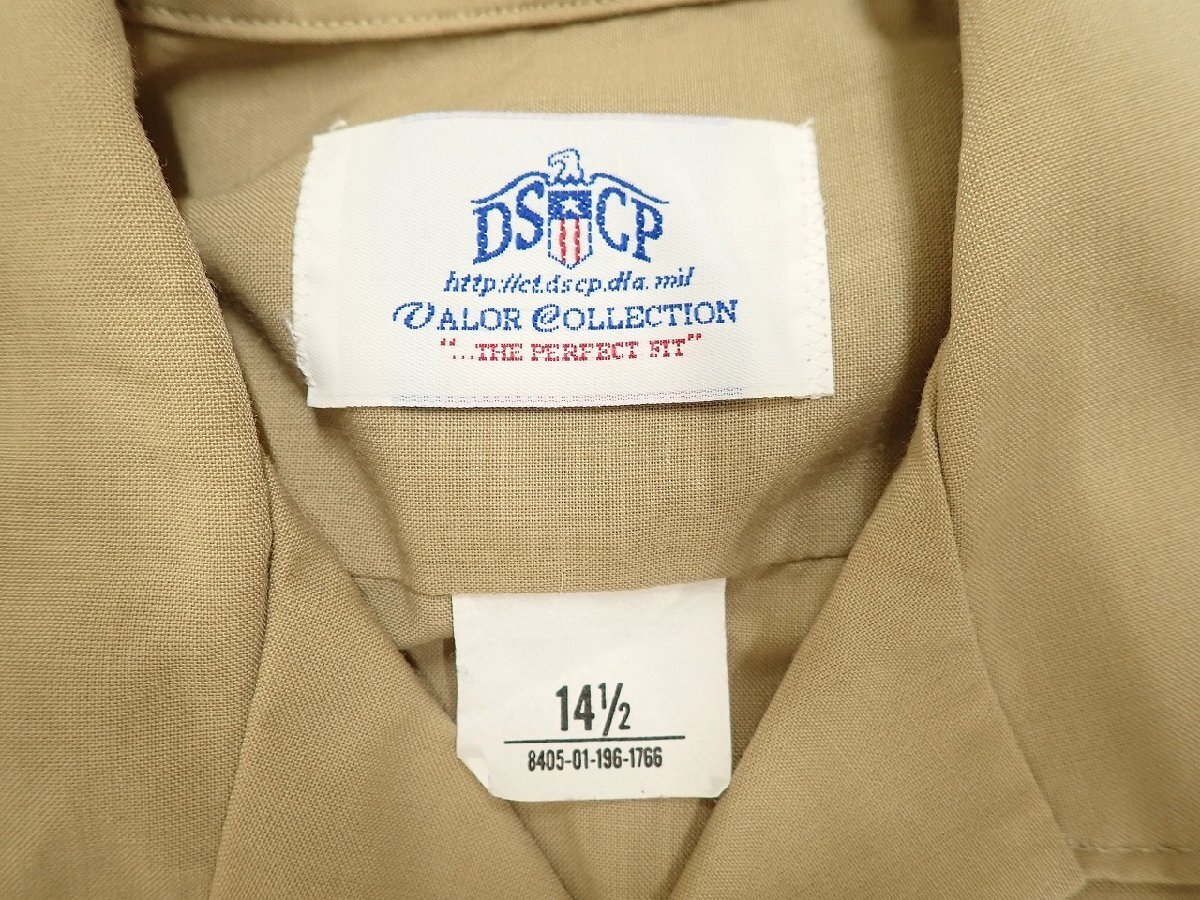 DSCP
http://ct.dscp.dla.mil
VALOR COLLECTION
"...THE PERFECT FIT"
14½
8405-01-196-1766